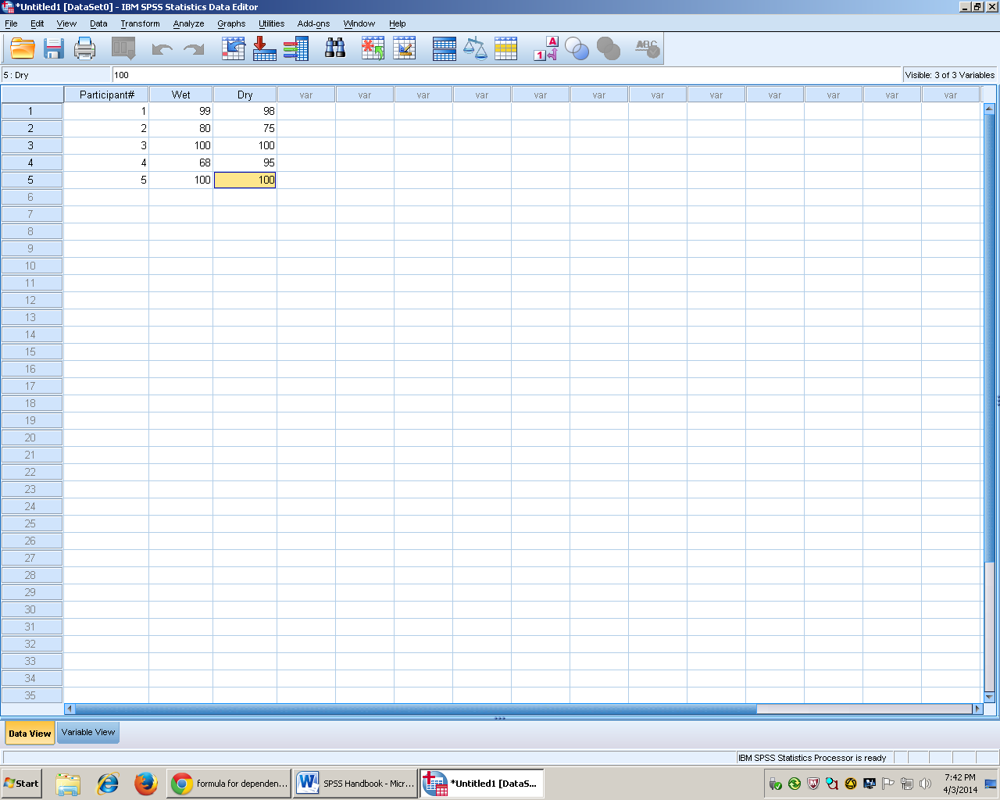 *Untitled1 [DataSet0] - IBM SPSS Statistics Data Editor
File Edit View Data Transform Analyze Graphs Utilities Add-ons Window Help
A
1
ABC
5 : Dry 100 Visible: 3 of 3 Variables
Participant# Wet Dry var var var var var var var var var var var var
1 1 99 98
2 2 80 75
3 3 100 100
4 4 68 95
5 5 100 100
6
7
8
9
10
11
12
13
14
15
16
17
18
19
20
21
22
23
24
25
26
27
28
29
30
31
32
33
34
35
Data View Variable View
IBM SPSS Statistics Processor is ready
Start formula for dependen... SPSS Handbook - Micr... *Untitled1 [DataS... 7:42 PM
4/3/2014